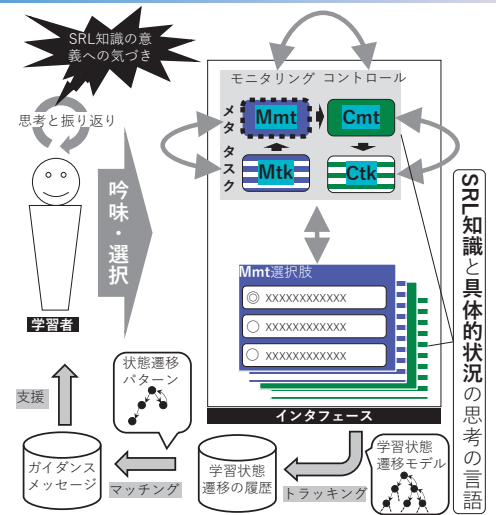 SRL知識の意
義への気づき
思考と振り返り
吟味・選択
学習者
モニタリング コントロール
メタ
タスク
Mmt
Cmt
Mtk
Ctk
Mmt選択肢
◎ xxxxxxxxxxxx
○ xxxxxxxxxxxx
○ xxxxxxxxxxxx
インタフェース
SRL知識と具体的状況の思考の言語
支援
状態遷移
パターン
ガイダンス
メッセージ
マッチング
学習状態
遷移の履歴
トラッキング
学習状態
遷移モデル